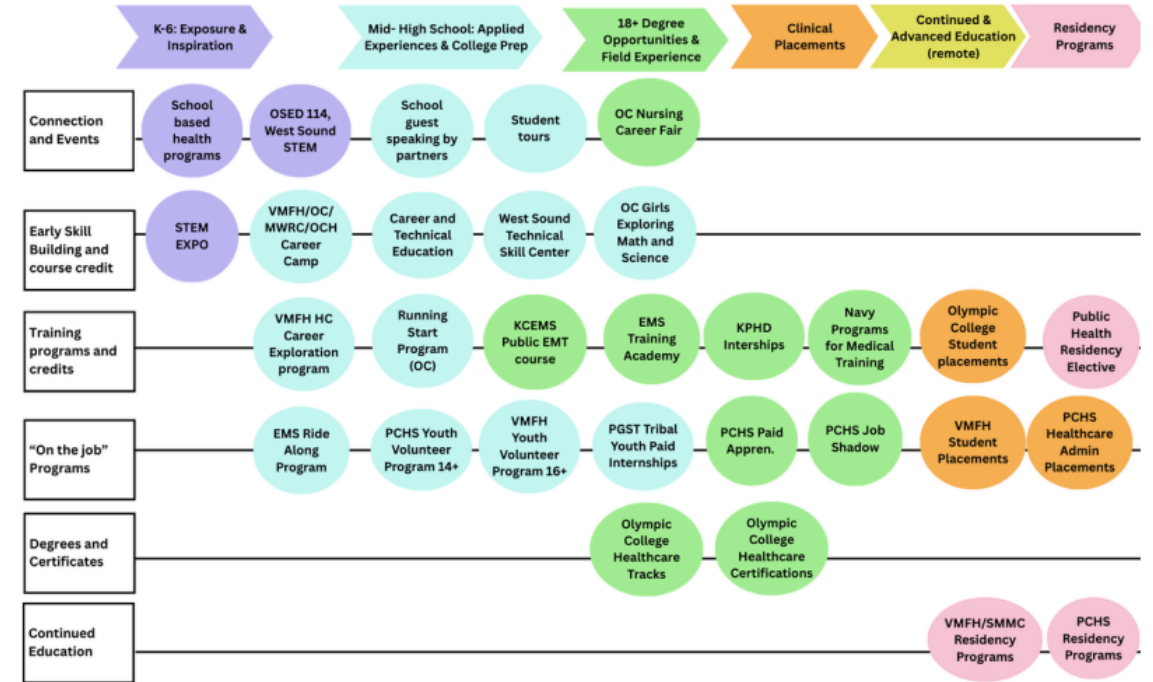 K-6: Exposure &
Inspiration
Mid- High School: Applied
Experiences & College Prep
18+ Degree
Opportunities &
Field Experience
Clinical
Placements
Continued &
Advanced Education
(remote)
Residency
Programs
Connection
and Events
School
based
health
programs
OSED 114,
West Sound
STEM
School
guest
speaking by
partners
Student
tours
OC Nursing
Career Fair
Early Skill
Building and
course credit
STEM
EXPO
VMFH/OC/
MWRC/OCH
Career
Camp
Career and
Technical
Education
West Sound
Technical
Skill Center
OC Girls
Exploring
Math and
Science
Training
programs and
credits
VMFH HC
Career
Exploration
program
Running
Start
Program
(OC)
KCEMS
Public EMT
course
EMS
Training
Academy
KPHD
Interships
Navy
Programs
for Medical
Training
Olympic
College
Student
placements
Public
Health
Residency
Elective
“On the job”
Programs
EMS Ride
Along
Program
PCHS Youth
Volunteer
Program 14+
VMFH
Youth
Volunteer
Program 16+
PGST Tribal
Youth Paid
Internships
PCHS Paid
Appren.
PCHS Job
Shadow
VMFH
Student
Placements
PCHS
Healthcare
Admin
Placements
Degrees and
Certificates
Olympic
College
Healthcare
Tracks
Olympic
College
Healthcare
Certifications
Continued
Education
VMFH/SMMC
Residency
Programs
PCHS
Residency
Programs